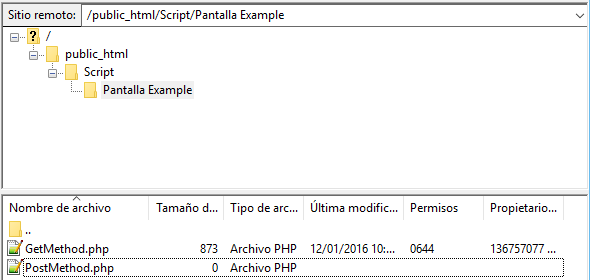 Sitio remoto: /public_html/Script/Pantalla Example
? /
public_html
Script
Pantalla Example
Nombre de archivo Tamaño d... Tipo de arc... Última modific... Permisos Propietario...
..
GetMethod.php 873 Archivo PHP 12/01/2016 10:... 0644 136757077 ...
PostMethod.php 0 Archivo PHP